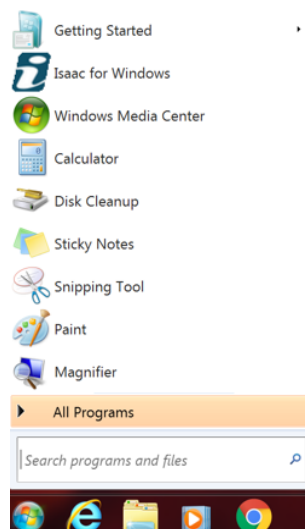 Getting Started
Isaac for Windows
Windows Media Center
Calculator
Disk Cleanup
Sticky Notes
Snipping Tool
Paint
Magnifier
All Programs
Search programs and files